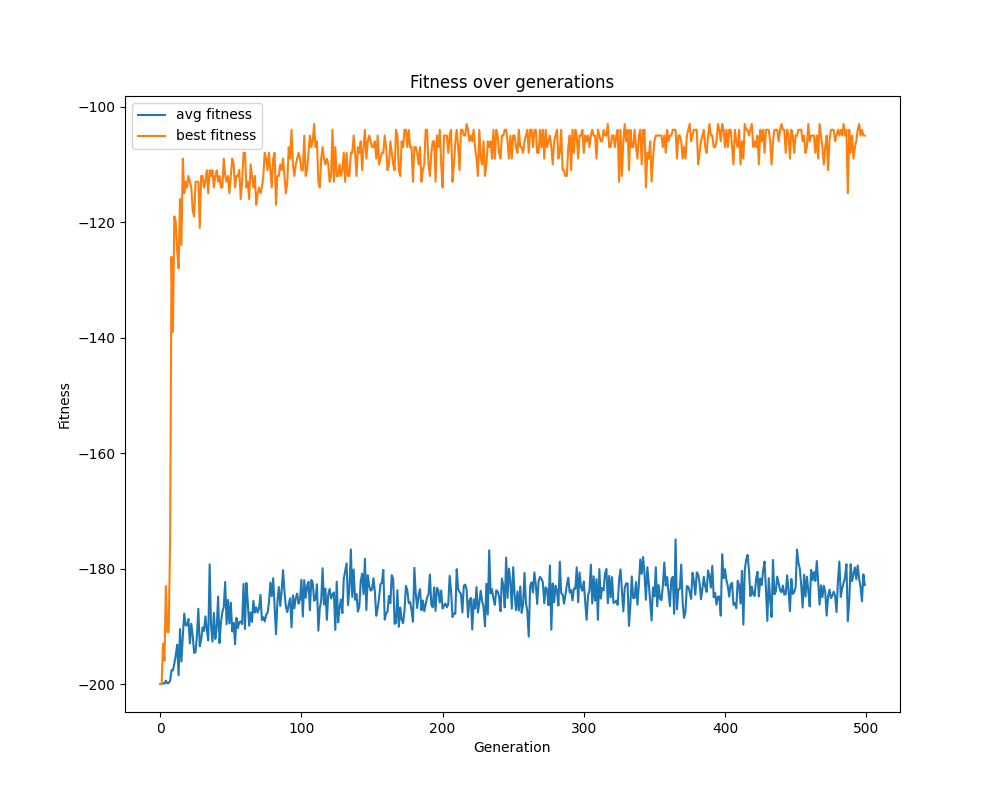 Fitness over generations
avg fitness
best fitness
−100
−120
−140
−160
−180
−200
Fitness
0 100 200 300 400 500
Generation